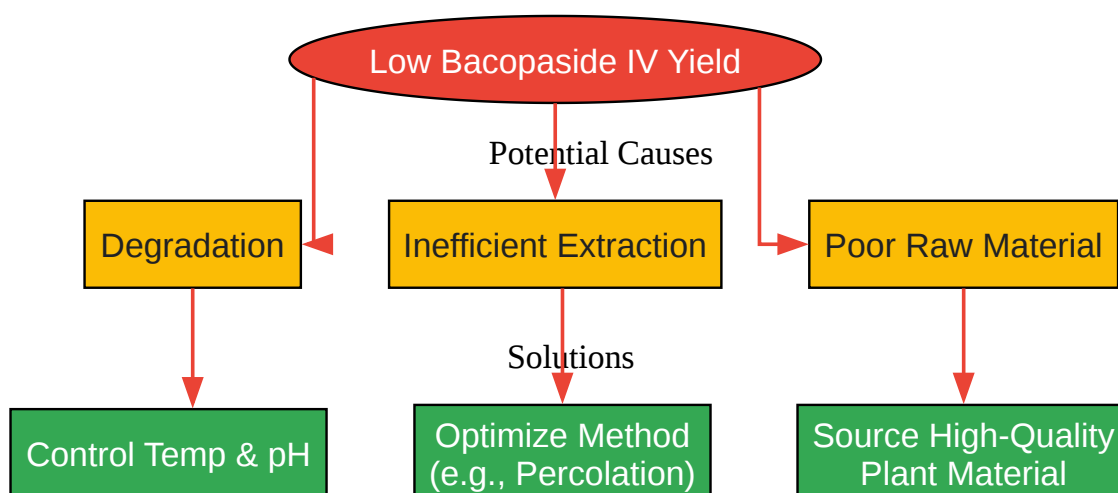 Low Bacopaside IV Yield
Potential Causes
Degradation
Inefficient Extraction
Poor Raw Material
Solutions
Control Temp & pH
Optimize Method
(e.g., Percolation)
Source High-Quality
Plant Material